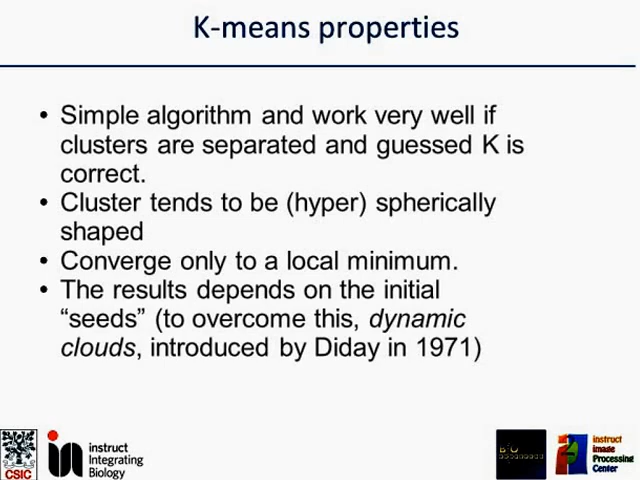 K-means properties
• Simple algorithm and work very well if
clusters are separated and guessed K is
correct.
• Cluster tends to be (hyper) spherically
shaped
• Converge only to a local minimum.
• The results depends on the initial
“seeds” (to overcome this, dynamic
clouds, introduced by Diday in 1971)
CSIC
instruct
Integrating
Biology
instruct
Image
Processing
Center